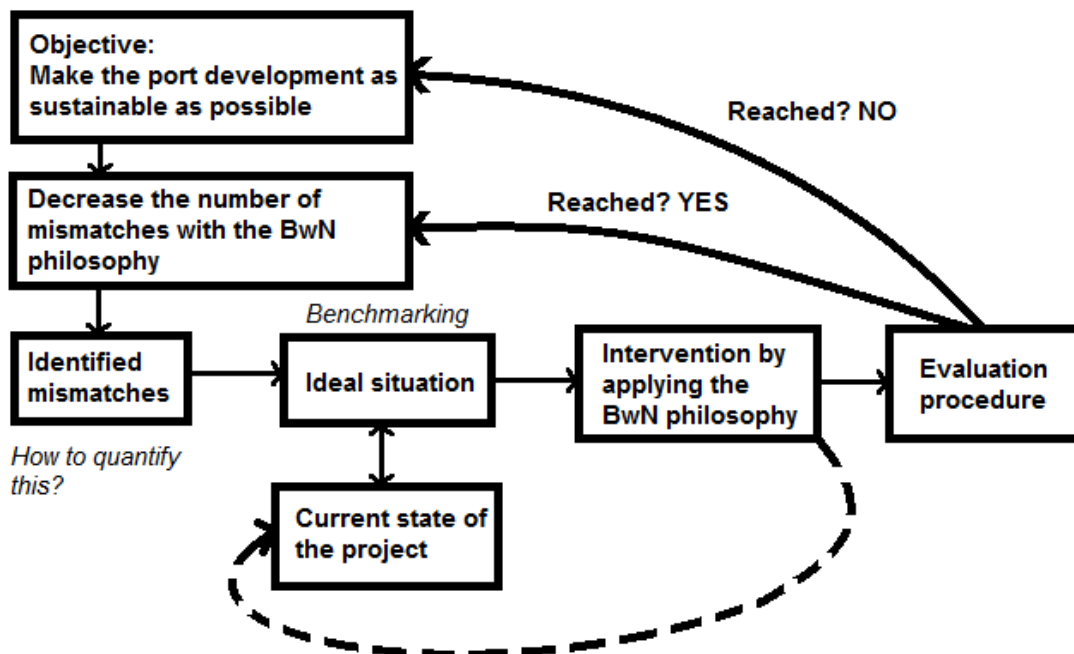 Objective:
Make the port development as
sustainable as possible
Reached? NO
Decrease the number of
mismatches with the BwN
philosophy
Reached? YES
Benchmarking
Identified
mismatches
Ideal situation
Intervention by
applying the
BwN philosophy
Evaluation
procedure
How to quantify
this?
Current state of
the project